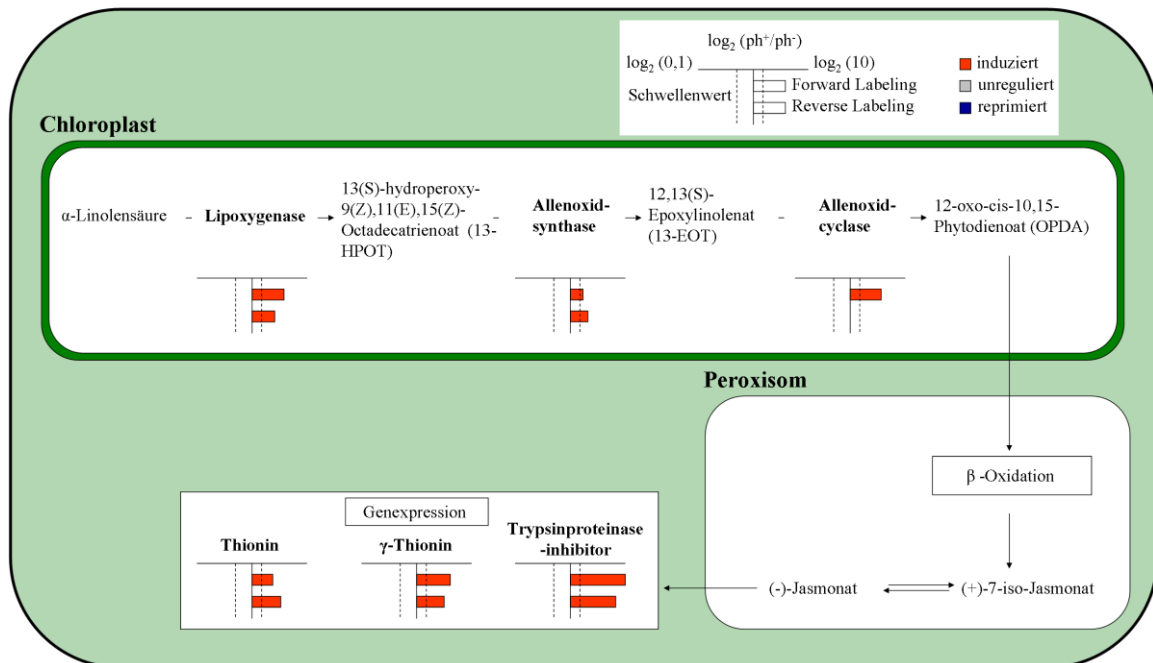 log₂ (ph⁺/ph⁻)
log₂ (0,1)
log₂ (10)
Schwellenwert
Forward Labeling
Reverse Labeling
induziert
unreguliert
reprimiert
Chloroplast
α-Linolensäure
Lipoxygenase
13(S)-hydroperoxy-
9(Z),11(E),15(Z)-
Octadecatrienoat (13-
HPOT)
Allenoxid-
synthase
12,13(S)-
Epoxylinolenat
(13-EOT)
Allenoxid-
cyclase
12-oxo-cis-10,15-
Phytodienoat (OPDA)
Peroxisom
β -Oxidation
(+)-7-iso-Jasmonat
(-)-Jasmonat
Genexpression
Thionin
γ-Thionin
Trypsinproteinase
-inhibitor